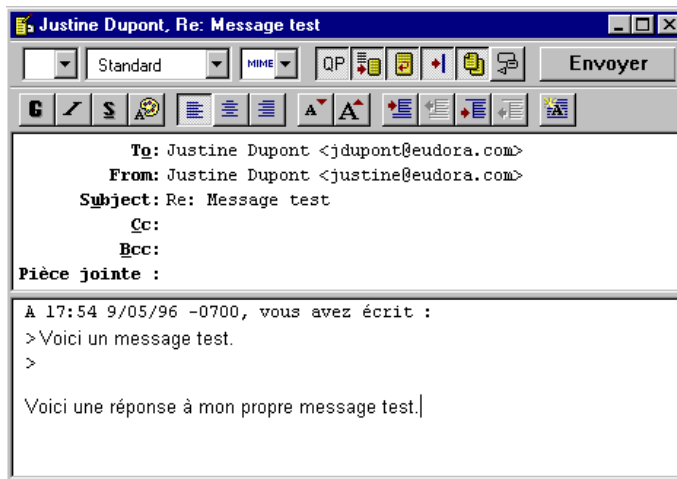 Justine Dupont, Re: Message test
Standard MIME QP Envoyer
G I S A A A A
To: Justine Dupont <jdupont@eudora.com>
From: Justine Dupont <justine@eudora.com>
Subject: Re: Message test
Cc:
Bcc:
Pièce jointe :
A 17:54 9/05/96 -0700, vous avez écrit :
>Voici un message test.
>
Voici une réponse à mon propre message test.